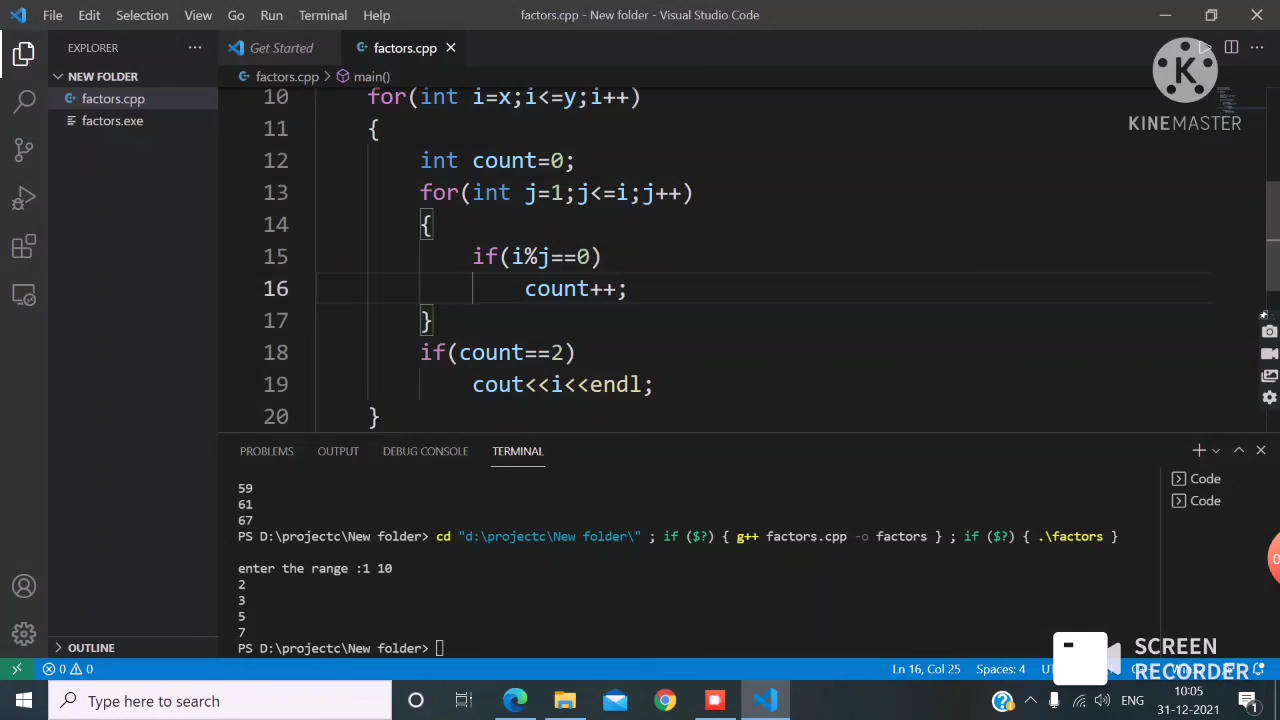 File Edit Selection View Go Run Terminal Help factors.cpp - New folder - Visual Studio Code
EXPLORER
Get Started factors.cpp
NEW FOLDER
factors.cpp
factors.exe
factors.cpp > main()
K
KINEMASTER
10 for(int i=x;i<=y;i++)
11 {
12 int count=0;
13 for(int j=1;j<=i;j++)
14 {
15 if(i%j==0)
16 count++;
17 }
18 if(count==2)
19 cout<<i<<endl;
20 }
PROBLEMS OUTPUT DEBUG CONSOLE TERMINAL
Code
Code
59
61
67
PS D:\projectc\New folder> cd "d:\projectc\New folder\" ; if ($?) { g++ factors.cpp -o factors } ; if ($?) { .\factors }
enter the range :1 10
2
3
5
7
PS D:\projectc\New folder>
OUTLINE
0 0 Ln 16, Col 25 Spaces: 4
SCREEN
RECORDER
Type here to search
ENG
10:05
31-12-2021
1